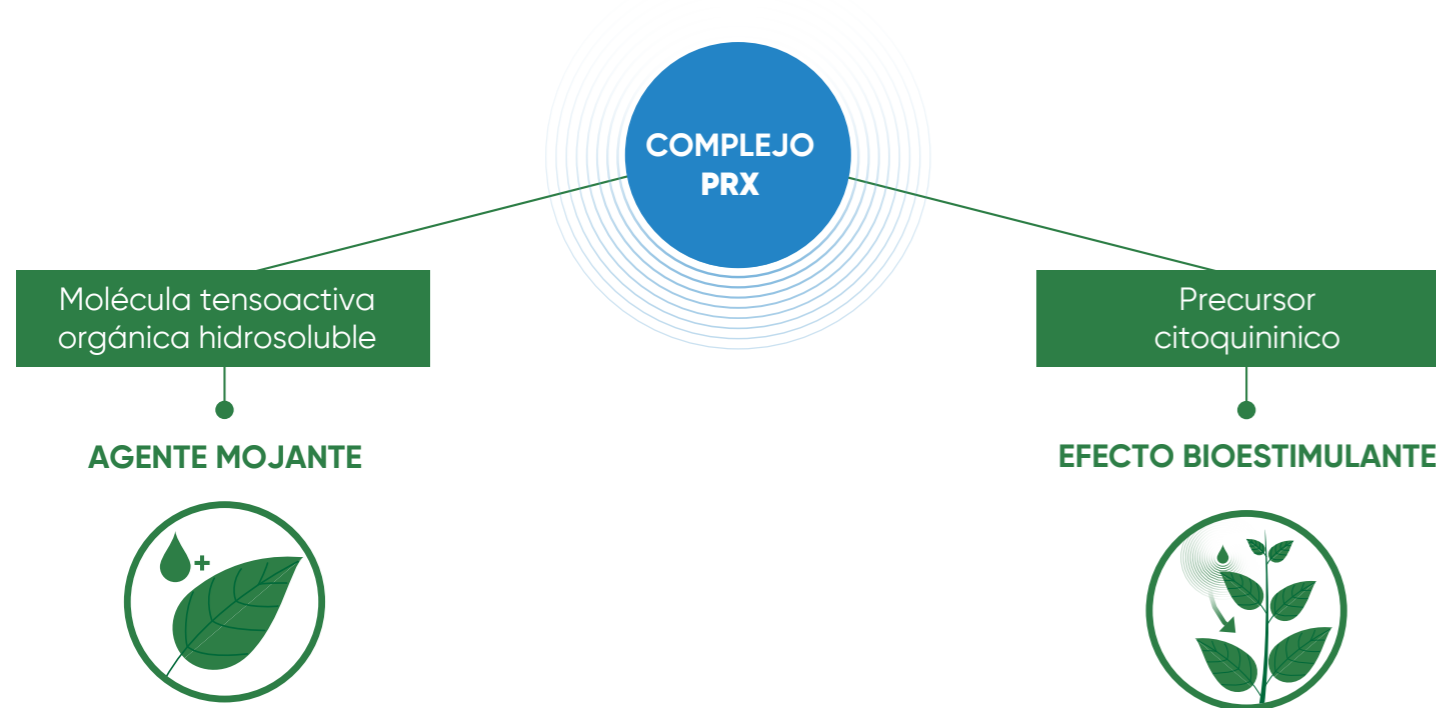 COMPLEJO
PRX
Molécula tensoactiva
orgánica hidrosoluble
AGENTE MOJANTE
+
Precursor
citoquininico
EFECTO BIOESTIMULANTE